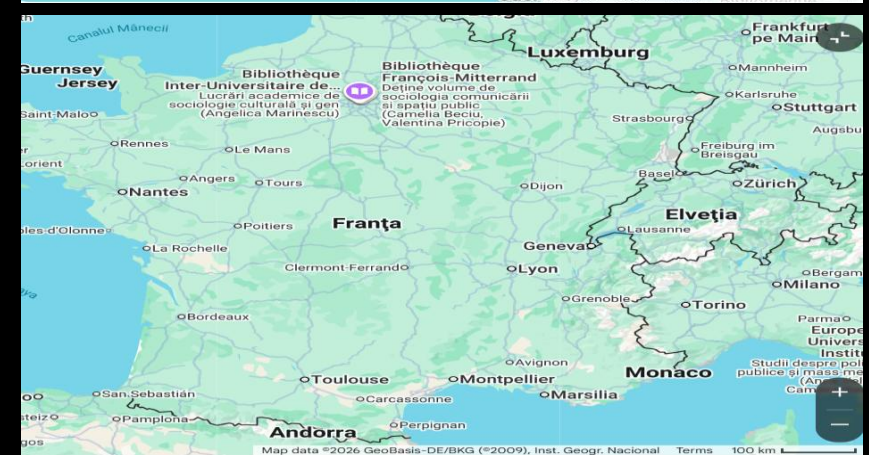 Canalul Mânecii
Luxemburg
Frankfurt
pe Main
Guernsey
Jersey
Bibliothèque
Inter-Universitaire de...
Lucrări academice de
sociologie culturală și gen
(Angelica Marinescu)
Bibliothèque
François-Mitterrand
Deține volume de
sociologia comunicării
și spațiu public
(Camelia Beciu,
Valentina Pricopie)
Mannheim
Karlsruhe
Stuttgart
Saint-Malo
Strasbourg
Augsbu
Rennes
Le Mans
Freiburg im
Breisgau
Lorient
Angers
Tours
Basel
Zürich
Nantes
Dijon
Elveţia
Lausanne
Poitiers
Franţa
les-d'Olonne
La Rochelle
Geneva
Clermont-Ferrand
Lyon
Bergam
Milano
Grenoble
Torino
Bordeaux
Parma
Europe
Univers
Instit
Studii despre pol
publice și mass-me
Avignon
Monaco
Toulouse
Montpellier
San Sebastián
Carcassonne
Marsilia
Pamplona
Perpignan
Andorra
+
−
Map data ©2026 GeoBasis-DE/BKG (©2009), Inst. Geogr. Nacional Terms 100 km